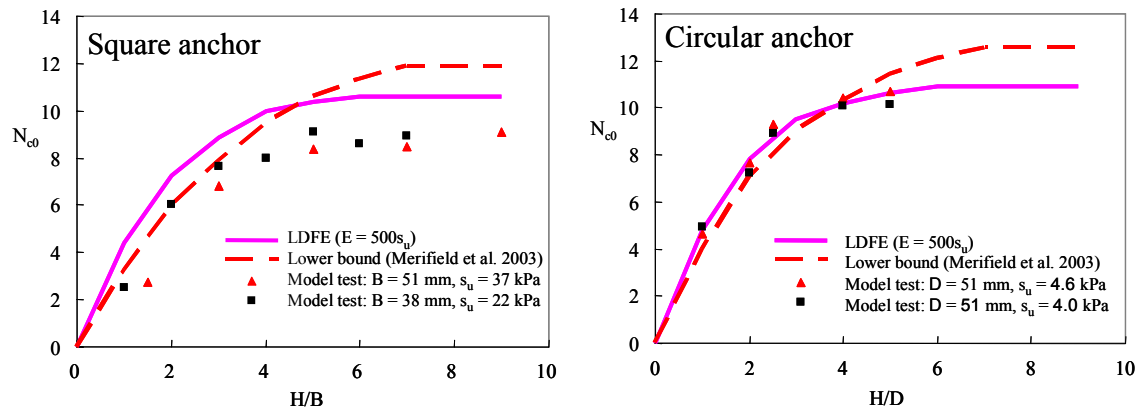 Square anchor
14
12
10
8
6
4
2
0
N_c0
0 2 4 6 8 10
H/B
LDFE (E = 500s_u)
Lower bound (Merifield et al. 2003)
Model test: B = 51 mm, s_u = 37 kPa
Model test: B = 38 mm, s_u = 22 kPa
Circular anchor
14
12
10
8
6
4
2
0
N_c0
0 2 4 6 8 10
H/D
LDFE (E = 500s_u)
Lower bound (Merifield et al. 2003)
Model test: D = 51 mm, s_u = 4.6 kPa
Model test: D = 51 mm, s_u = 4.0 kPa